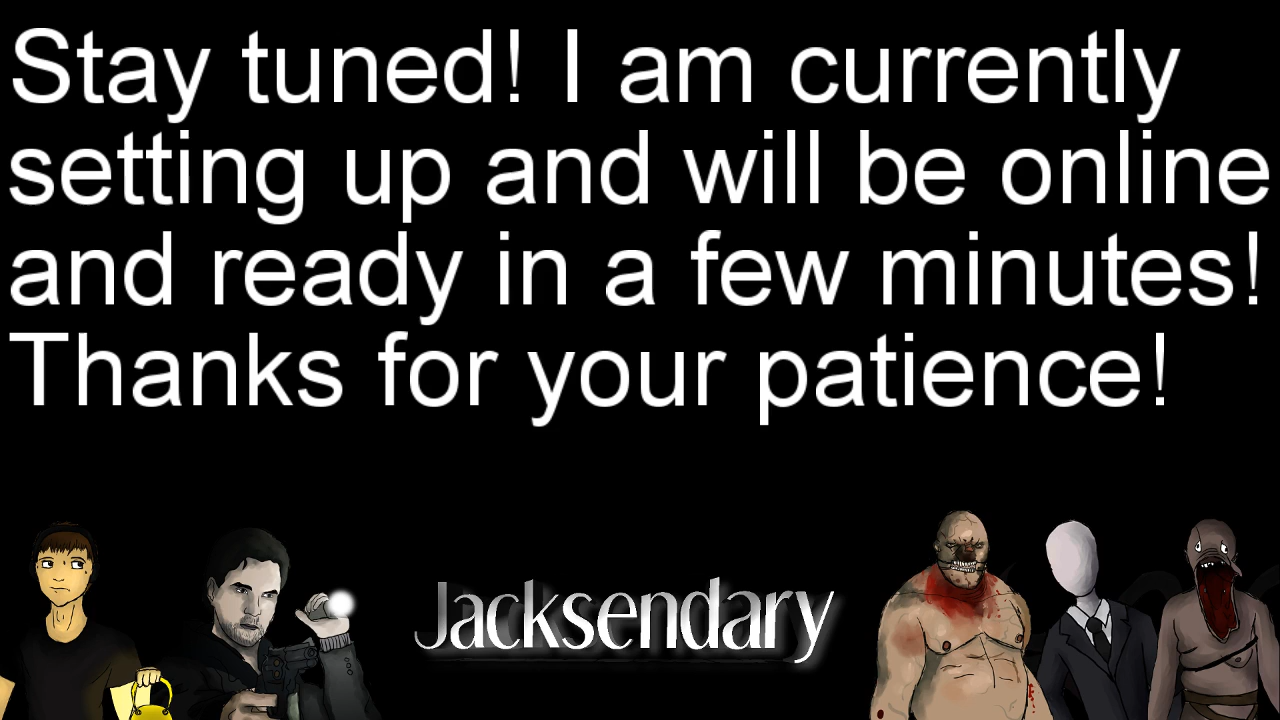 Stay tuned! I am currently
setting up and will be online
and ready in a few minutes!
Thanks for your patience!
Jacksendary